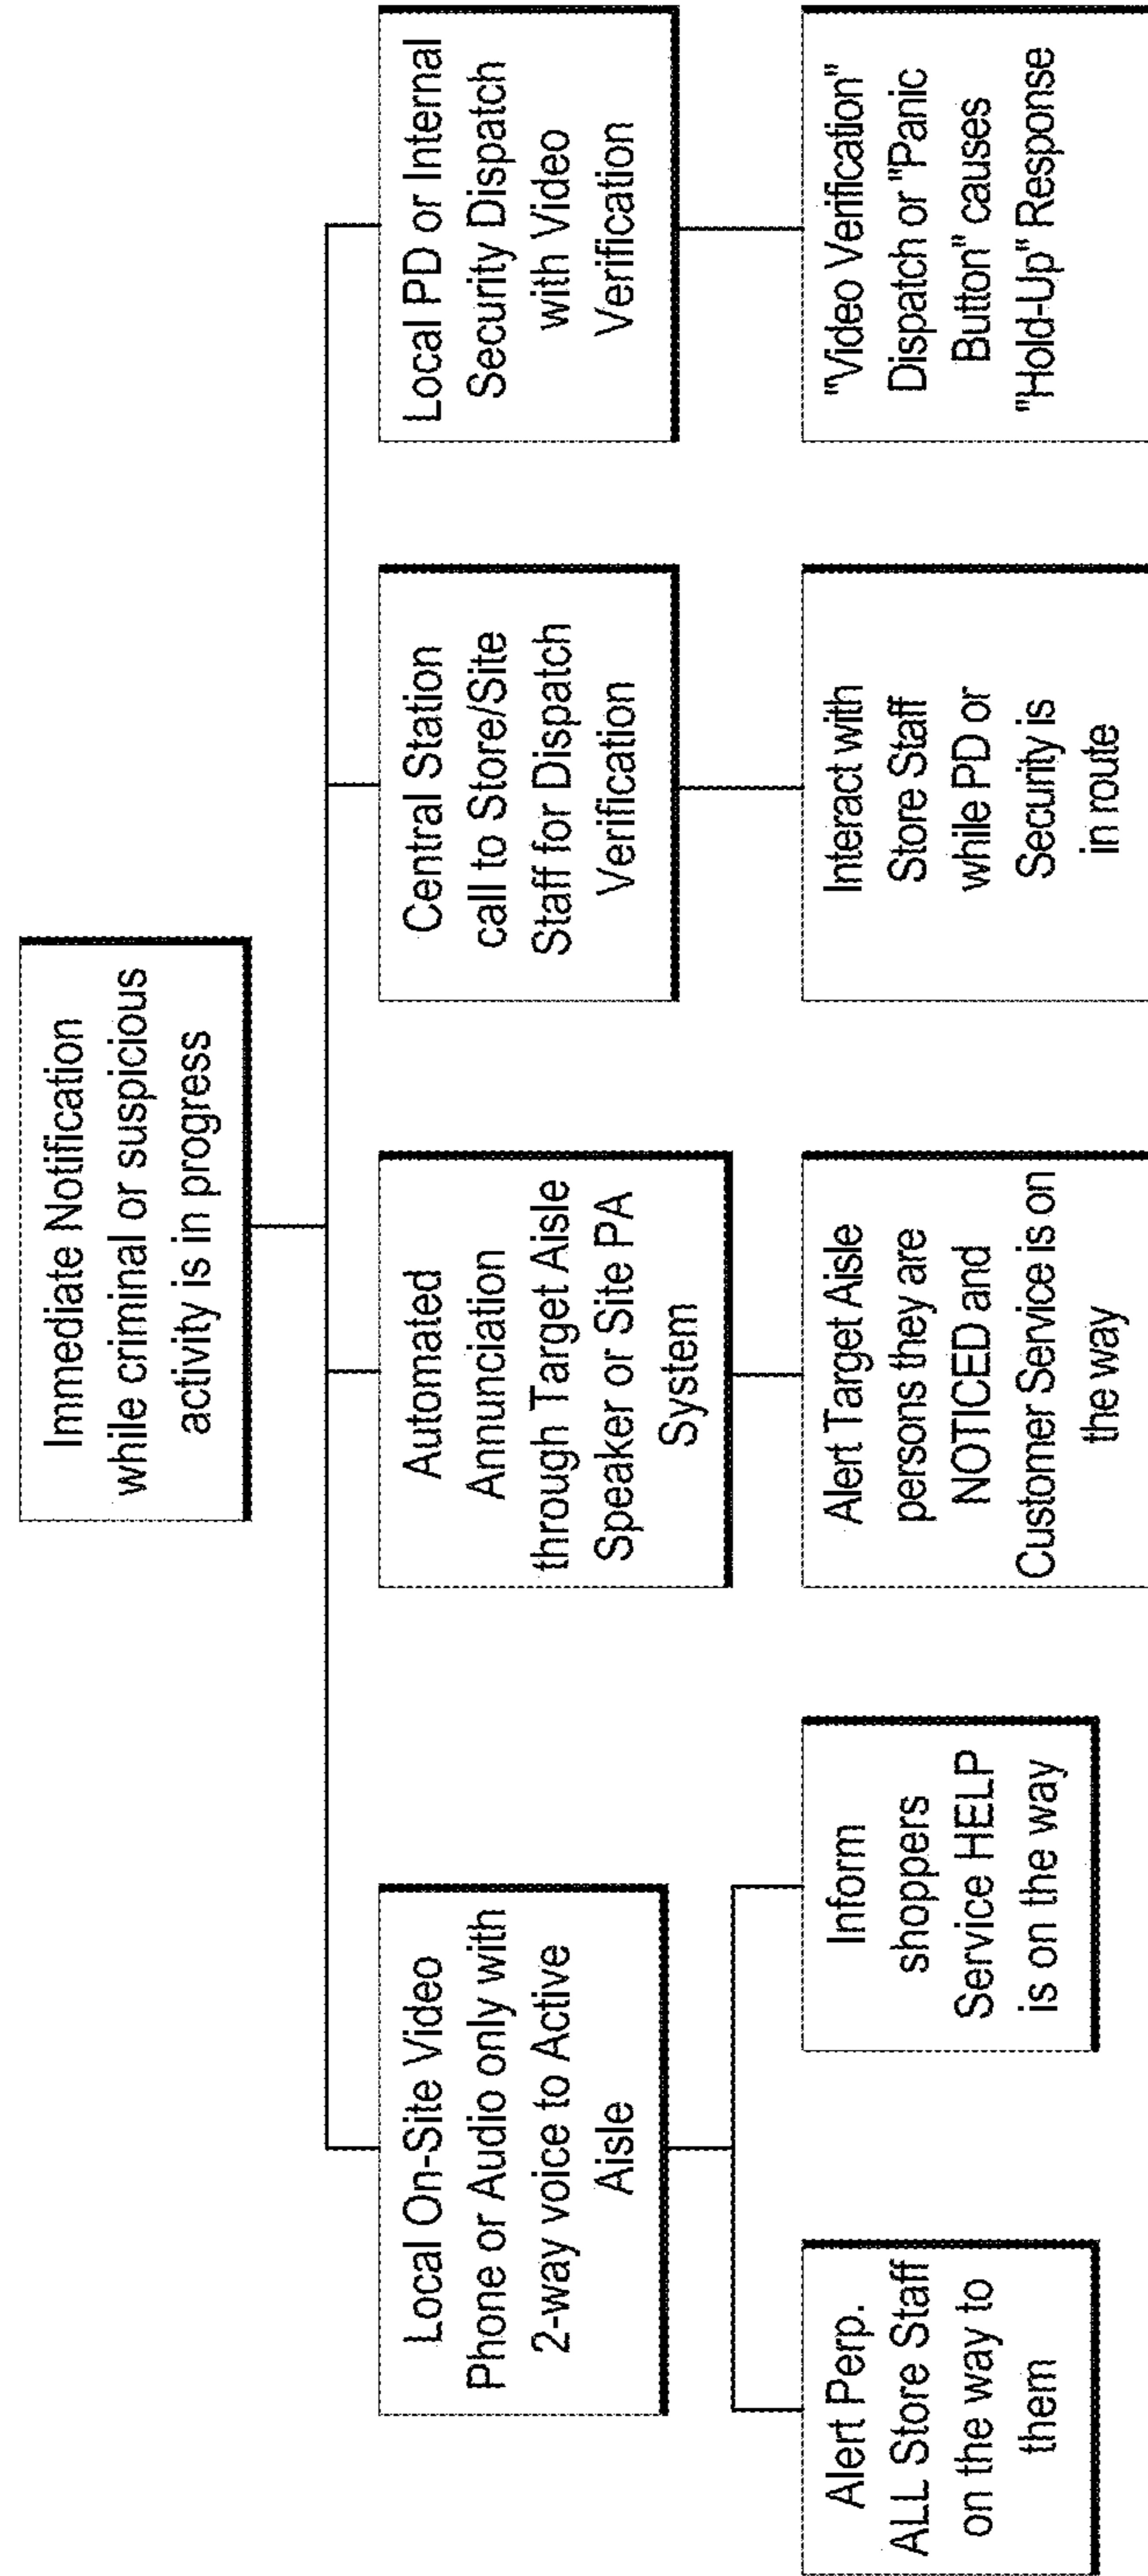 Immediate Notification
while criminal or suspicious
activity is in progress
Local On-Site Video
Phone or Audio only with
2-way voice to Active
Aisle
Automated
Annunciation
through Target Aisle
Speaker or Site PA
System
Central Station
call to Store/Site
Staff for Dispatch
Verification
Local PD or Internal
Security Dispatch
with Video
Verification
Alert Perp.
ALL Store Staff
on the way to
them
Inform
shoppers
Service HELP
is on the way
Alert Target Aisle
persons they are
NOTICED and
Customer Service is on
the way
Interact with
Store Staff
while PD or
Security is
in route
"Video Verification"
Dispatch or "Panic
Button" causes
"Hold-Up" Response